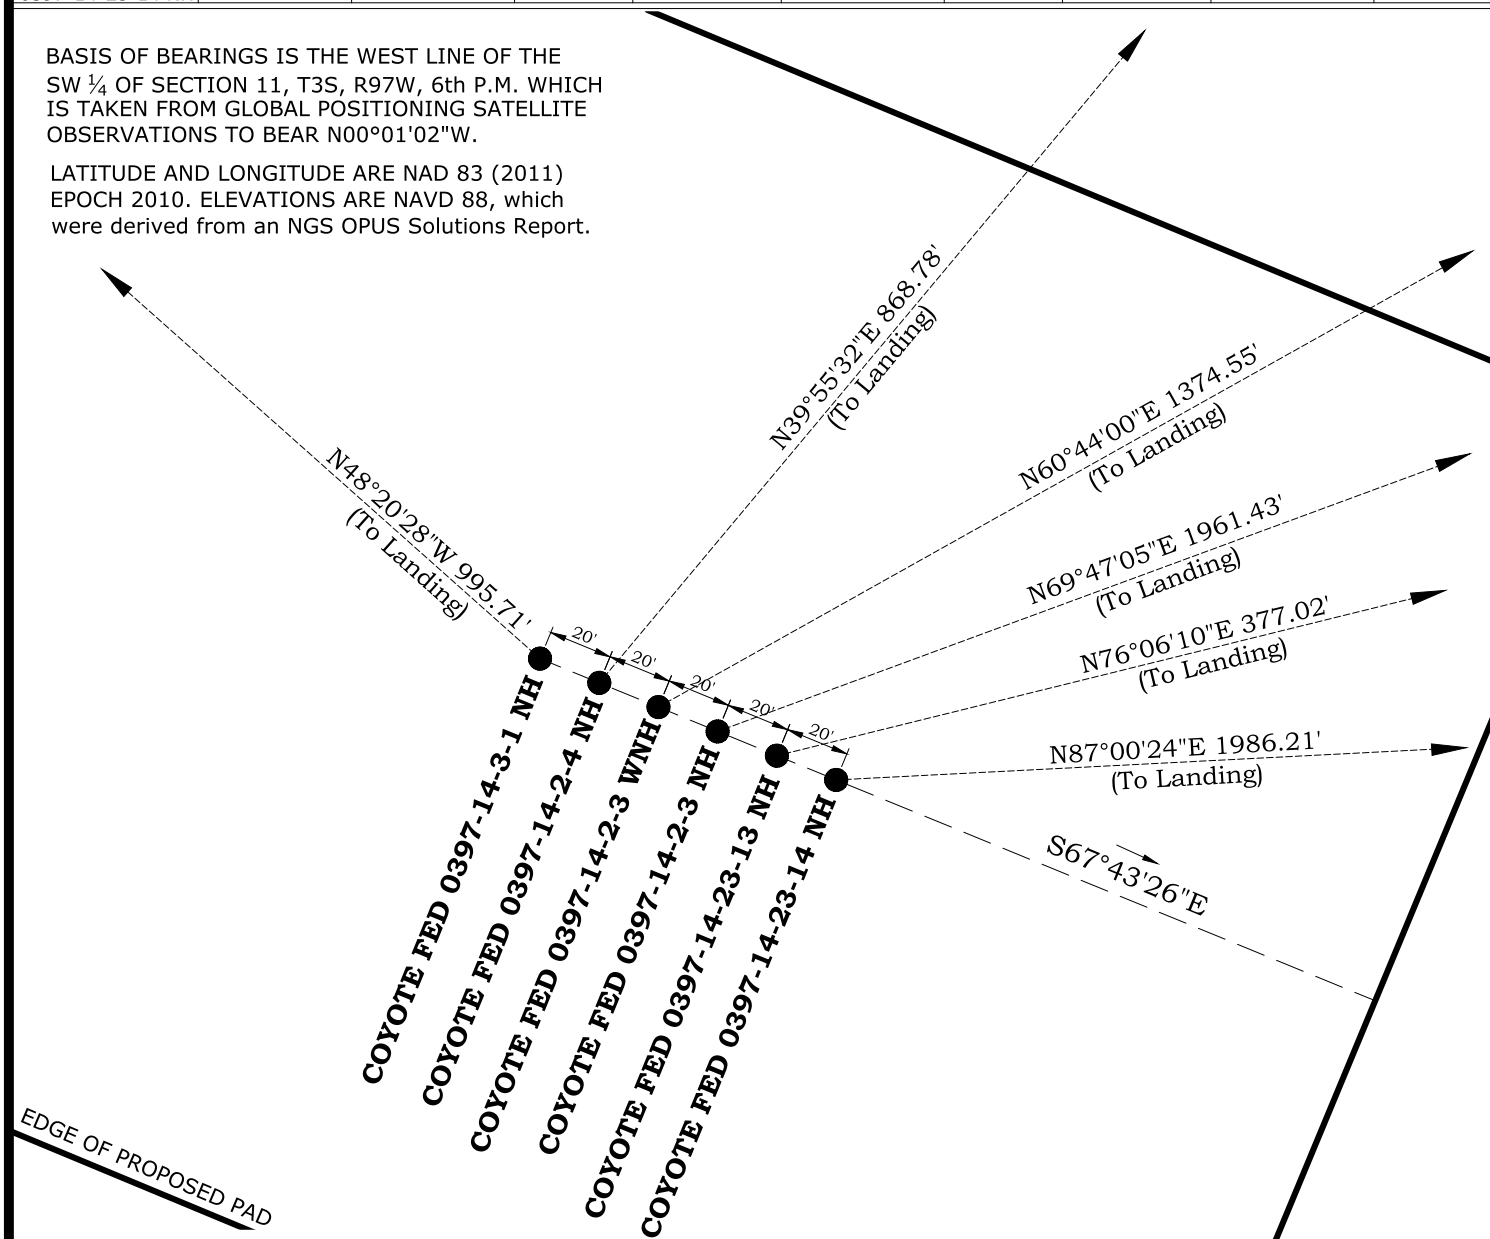 BASIS OF BEARINGS IS THE WEST LINE OF THE
SW ¼ OF SECTION 11, T3S, R97W, 6th P.M. WHICH
IS TAKEN FROM GLOBAL POSITIONING SATELLITE
OBSERVATIONS TO BEAR N00°01'02"W.
LATITUDE AND LONGITUDE ARE NAD 83 (2011)
EPOCH 2010. ELEVATIONS ARE NAVD 88, which
were derived from an NGS OPUS Solutions Report.
N48°20'28"W 995.71'
(To Landing)
N39°55'32"E 868.78'
(To Landing)
N60°44'00"E 1374.55'
(To Landing)
N69°47'05"E 1961.43'
(To Landing)
N76°06'10"E 377.02'
(To Landing)
N87°00'24"E 1986.21'
(To Landing)
20'
20'
20'
20'
20'
S67°43'26"E
COYOTE FED 0397-14-3-1 NH
COYOTE FED 0397-14-2-4 NH
COYOTE FED 0397-14-2-3 WNH
COYOTE FED 0397-14-2-3 NH
COYOTE FED 0397-14-23-13 NH
COYOTE FED 0397-14-23-14 NH
EDGE OF PROPOSED PAD